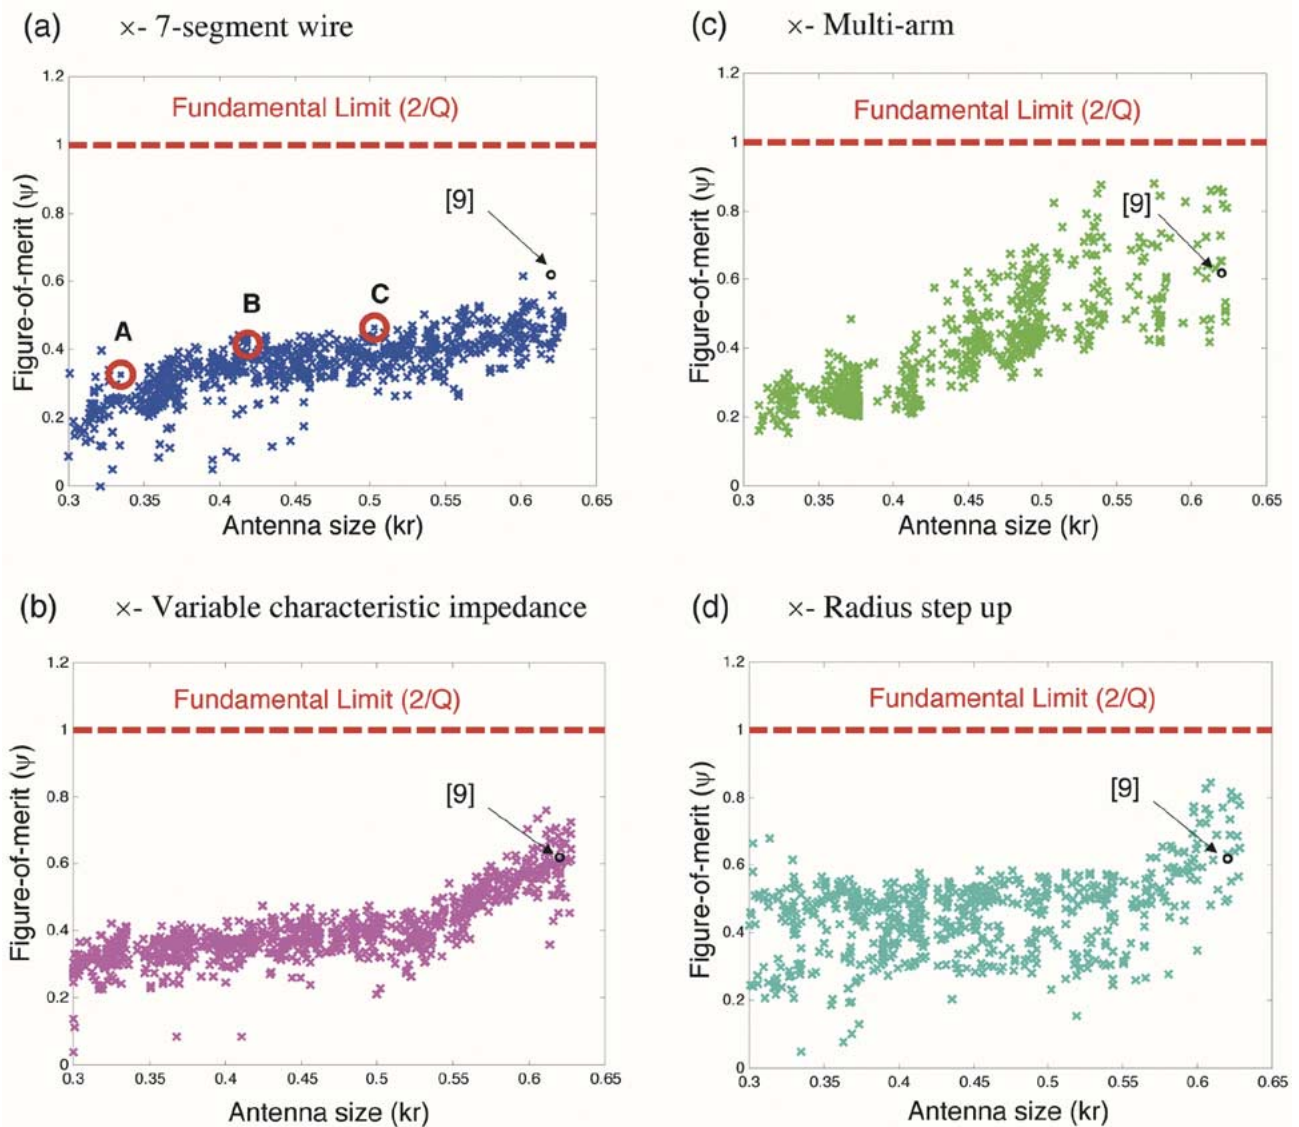 (a) ×- 7-segment wire
1.2
Fundamental Limit (2/Q)
1
[9]
0.8
0.6
C
B
A
0.4
0.2
0
Figure-of-merit (ψ)
0.3 0.35 0.4 0.45 0.5 0.55 0.6 0.65
Antenna size (kr)
(c) ×- Multi-arm
1.2
Fundamental Limit (2/Q)
1
[9]
0.8
0.6
0.4
0.2
0
Figure-of-merit (ψ)
0.3 0.35 0.4 0.45 0.5 0.55 0.6 0.65
Antenna size (kr)
(b) ×- Variable characteristic impedance
1.2
Fundamental Limit (2/Q)
1
[9]
0.8
0.6
0.4
0.2
0
Figure-of-merit (ψ)
0.3 0.35 0.4 0.45 0.5 0.55 0.6 0.65
Antenna size (kr)
(d) ×- Radius step up
1.2
Fundamental Limit (2/Q)
1
[9]
0.8
0.6
0.4
0.2
0
Figure-of-merit (ψ)
0.3 0.35 0.4 0.45 0.5 0.55 0.6 0.65
Antenna size (kr)